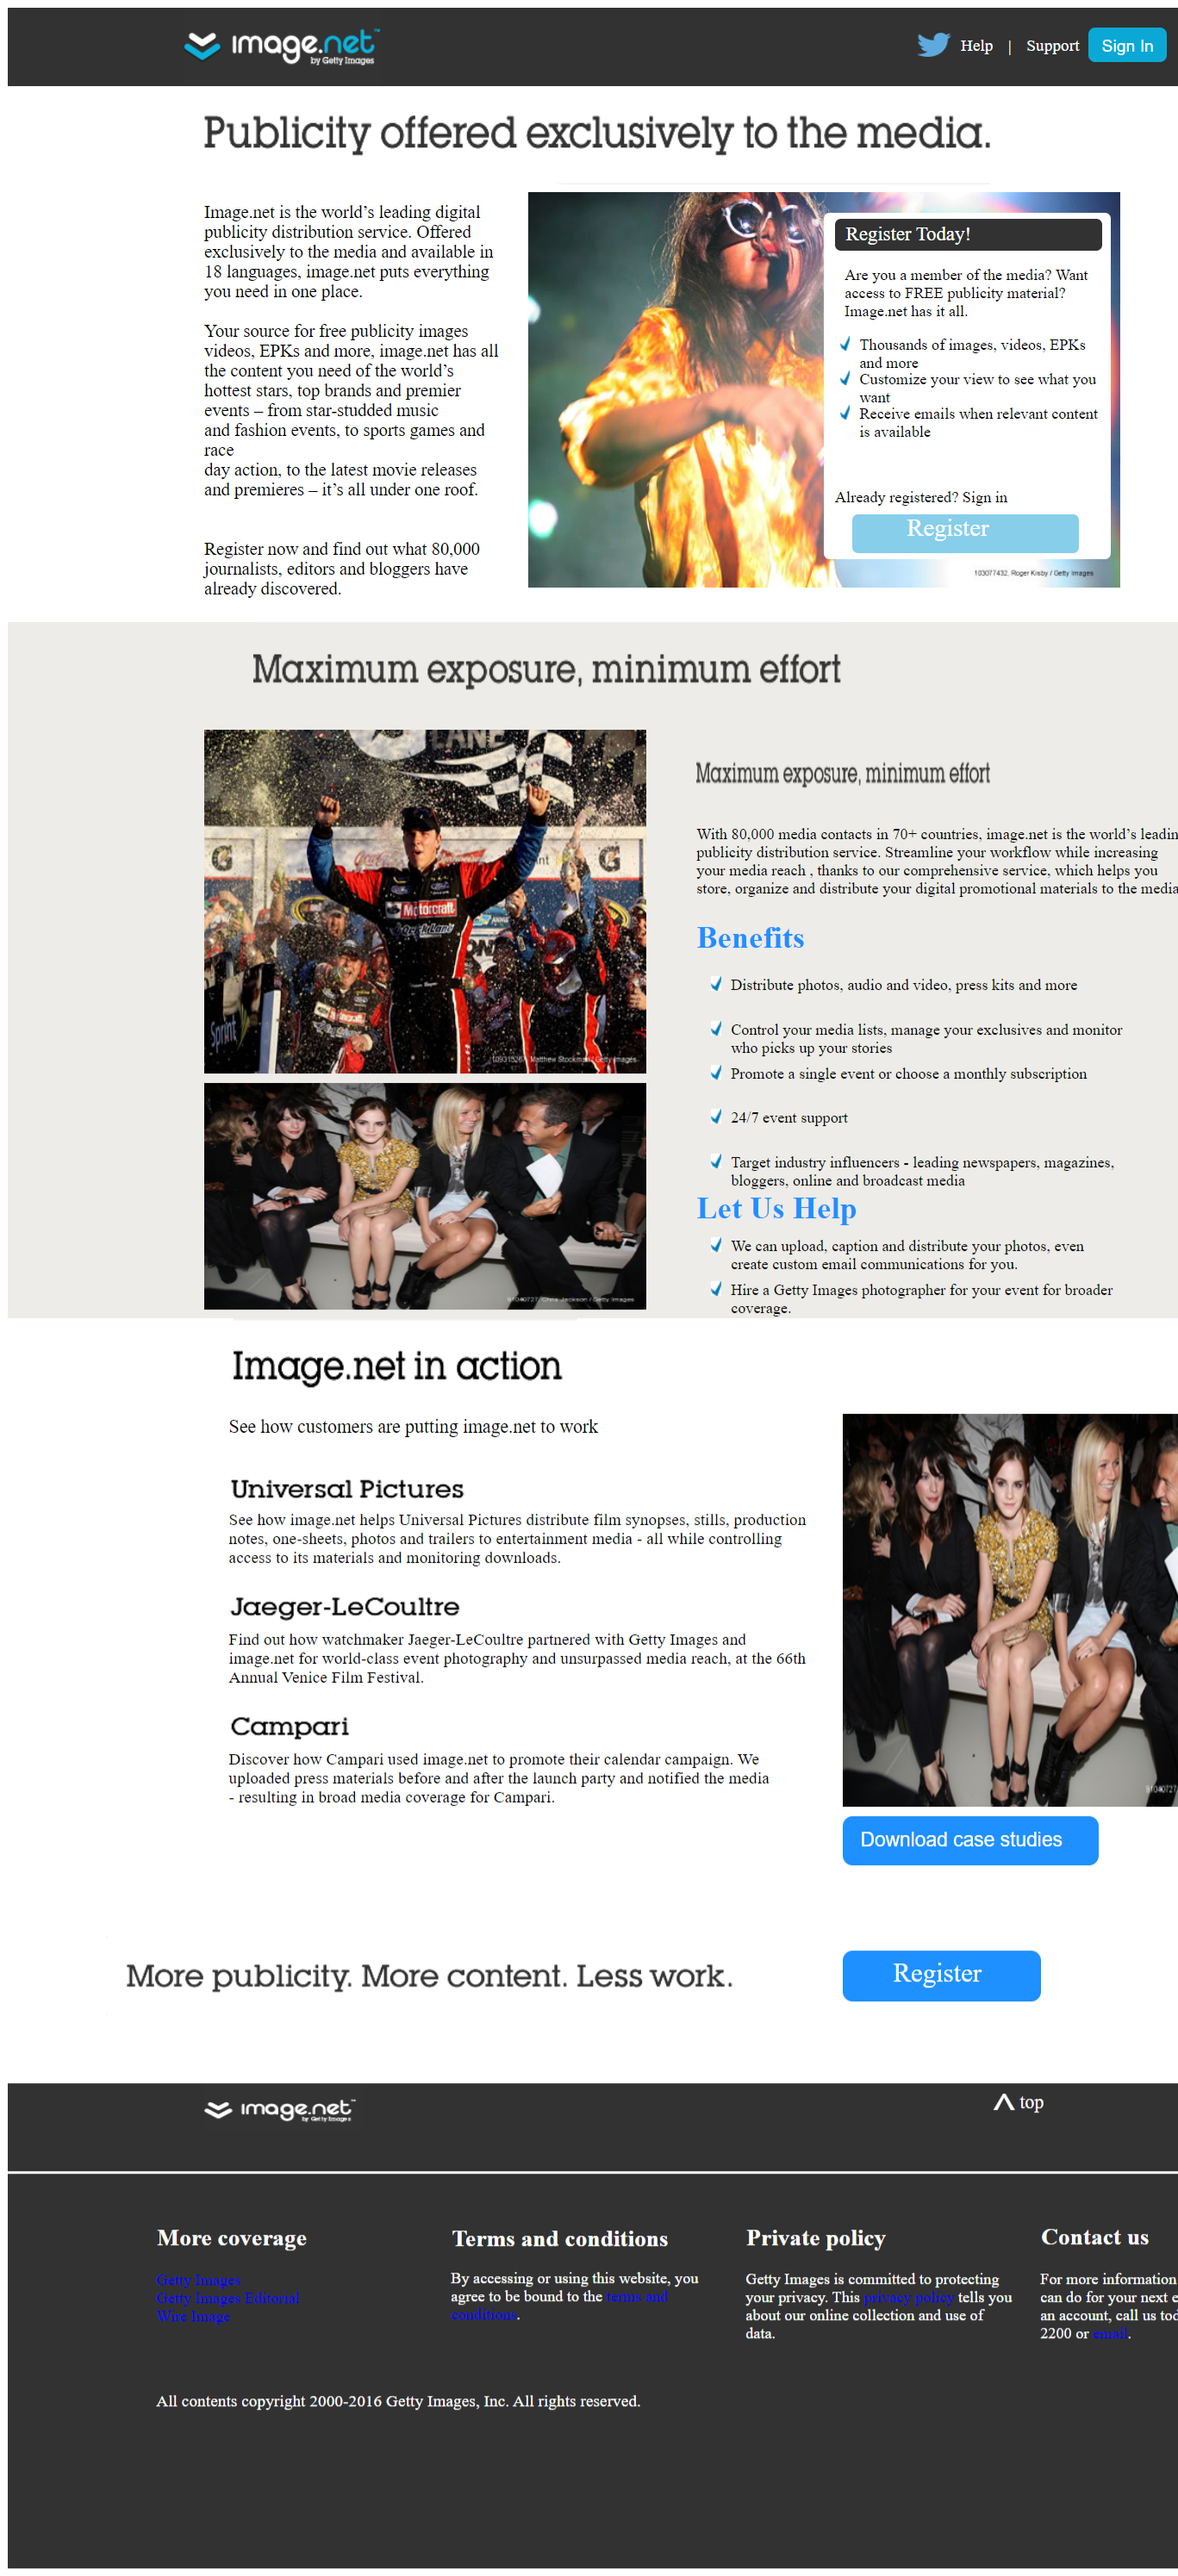 image.net™
by Getty Images
Help | Support Sign In
Publicity offered exclusively to the media.
Image.net is the world’s leading digital
publicity distribution service. Offered
exclusively to the media and available in
18 languages, image.net puts everything
you need in one place.
Your source for free publicity images
videos, EPKs and more, image.net has all
the content you need of the world’s
hottest stars, top brands and premier
events – from star-studded music
and fashion events, to sports games and
race
day action, to the latest movie releases
and premieres – it’s all under one roof.
Register now and find out what 80,000
journalists, editors and bloggers have
already discovered.
Register Today!
Are you a member of the media? Want
access to FREE publicity material?
Image.net has it all.
Thousands of images, videos, EPKs
and more
Customize your view to see what you
want
Receive emails when relevant content
is available
Already registered? Sign in
Register
103077432, Roger Kisby / Getty Images
Maximum exposure, minimum effort
G
G
Motorcraft
QuickLane
Sprint
Maximum exposure, minimum effort
With 80,000 media contacts in 70+ countries, image.net is the world’s leadin
publicity distribution service. Streamline your workflow while increasing
your media reach , thanks to our comprehensive service, which helps you
store, organize and distribute your digital promotional materials to the media
Benefits
Distribute photos, audio and video, press kits and more
Control your media lists, manage your exclusives and monitor
who picks up your stories
Promote a single event or choose a monthly subscription
24/7 event support
Target industry influencers - leading newspapers, magazines,
bloggers, online and broadcast media
Let Us Help
We can upload, caption and distribute your photos, even
create custom email communications for you.
Hire a Getty Images photographer for your event for broader
coverage.
Image.net in action
See how customers are putting image.net to work
Universal Pictures
See how image.net helps Universal Pictures distribute film synopses, stills, production
notes, one-sheets, photos and trailers to entertainment media - all while controlling
access to its materials and monitoring downloads.
Jaeger-LeCoultre
Find out how watchmaker Jaeger-LeCoultre partnered with Getty Images and
image.net for world-class event photography and unsurpassed media reach, at the 66th
Annual Venice Film Festival.
Campari
Discover how Campari used image.net to promote their calendar campaign. We
uploaded press materials before and after the launch party and notified the media
- resulting in broad media coverage for Campari.
91040727
Download case studies
More publicity. More content. Less work.
Register
image.net™
by Getty Images
top
More coverage
Getty Images
Getty Images Editorial
Wire Image
Terms and conditions
By accessing or using this website, you
agree to be bound to the terms and
conditions.
Private policy
Getty Images is committed to protecting
your privacy. This privacy policy tells you
about our online collection and use of
data.
Contact us
For more information
can do for your next e
an account, call us tod
2200 or email.
All contents copyright 2000-2016 Getty Images, Inc. All rights reserved.